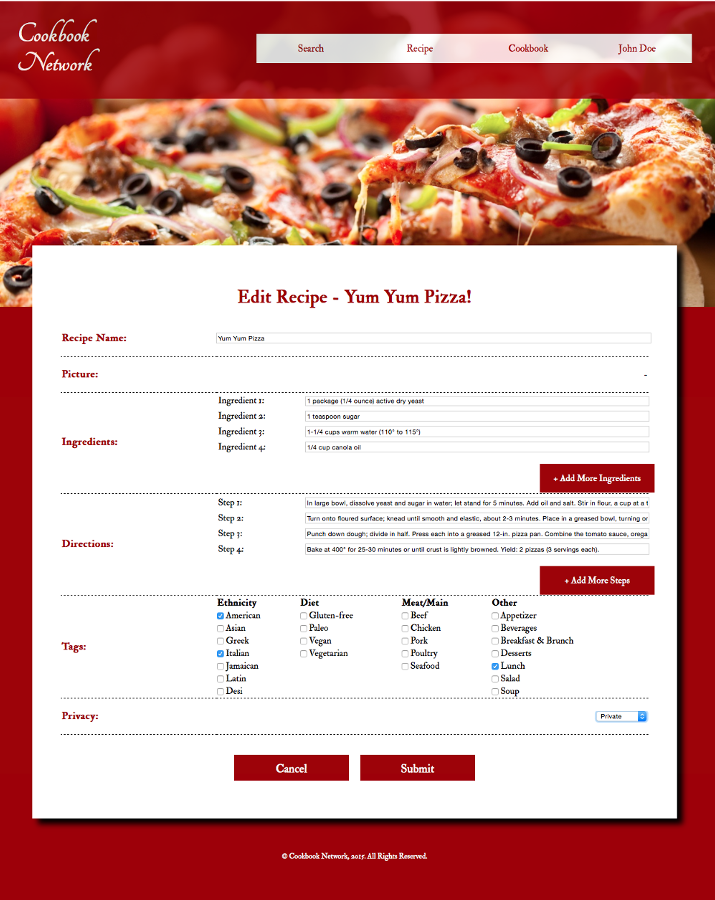 Cookbook
Network
Search Recipe Cookbook John Doe
Edit Recipe - Yum Yum Pizza!
Recipe Name: Yum Yum Pizza
Picture: -
Ingredients:
Ingredient 1: 1 package (1/4 ounce) active dry yeast
Ingredient 2: 1 teaspoon sugar
Ingredient 3: 1-1/4 cups warm water (110° to 115°)
Ingredient 4: 1/4 cup canola oil
+ Add More Ingredients
Directions:
Step 1: In large bowl, dissolve yeast and sugar in water; let stand for 5 minutes. Add oil and salt. Stir in flour, a cup at a t
Step 2: Turn onto floured surface; knead until smooth and elastic, about 2-3 minutes. Place in a greased bowl, turning or
Step 3: Punch down dough; divide in half. Press each into a greased 12-in. pizza pan. Combine the tomato sauce, orega
Step 4: Bake at 400° for 25-30 minutes or until crust is lightly browned. Yield: 2 pizzas (3 servings each).
+ Add More Steps
Tags:
Ethnicity Diet Meat/Main Other
American Gluten-free Beef Appetizer
Asian Paleo Chicken Beverages
Greek Vegan Pork Breakfast & Brunch
Italian Vegetarian Poultry Desserts
Jamaican Seafood Lunch
Latin Salad
Desi Soup
Privacy: Private
Cancel Submit
© Cookbook Network, 2015. All Rights Reserved.